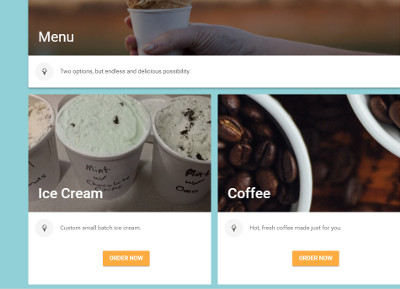 Menu
Two options, but endless and delicious possibility.
Mint
Chocolate
Mint
Ice Cream
Coffee
Custom small batch ice cream.
Hot, fresh coffee made just for you.
ORDER NOW
ORDER NOW